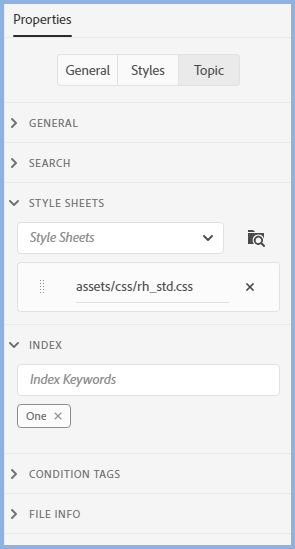 Properties
General Styles Topic
GENERAL
SEARCH
STYLE SHEETS
Style Sheets
assets/css/rh_std.css
INDEX
Index Keywords
One
CONDITION TAGS
FILE INFO